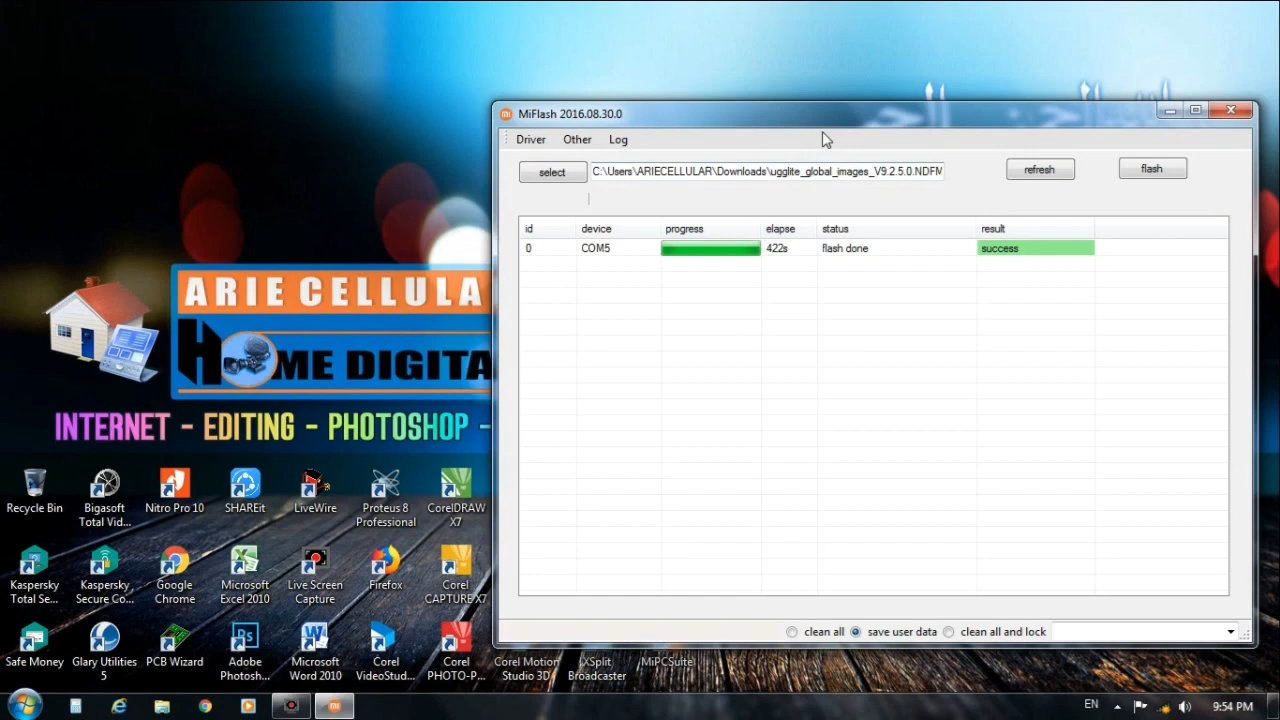 MiFlash 2016.08.30.0
Driver Other Log
select C:\Users\ARIECELLULAR\Downloads\ugglite_global_images_V9.2.5.0.NDFM refresh flash
id device progress elapse status result
0 COM5 422s flash done success
clean all save user data clean all and lock
ARIE CELLULA
HOME DIGITA
INTERNET - EDITING - PHOTOSHOP -
Recycle Bin Bigasoft Total Vid... Nitro Pro 10 SHAREit LiveWire Proteus 8 Professional CorelDRAW X7
Kaspersky Total Se... Kaspersky Secure Co... Google Chrome Microsoft Excel 2010 Live Screen Capture Firefox Corel CAPTURE X7
Safe Money Glary Utilities 5 PCB Wizard Adobe Photosh... Microsoft Word 2010 Corel VideoStud... Corel PHOTO-P... Corel Motion Studio 3D XSplit Broadcaster MiPCSuite
EN 9:54 PM